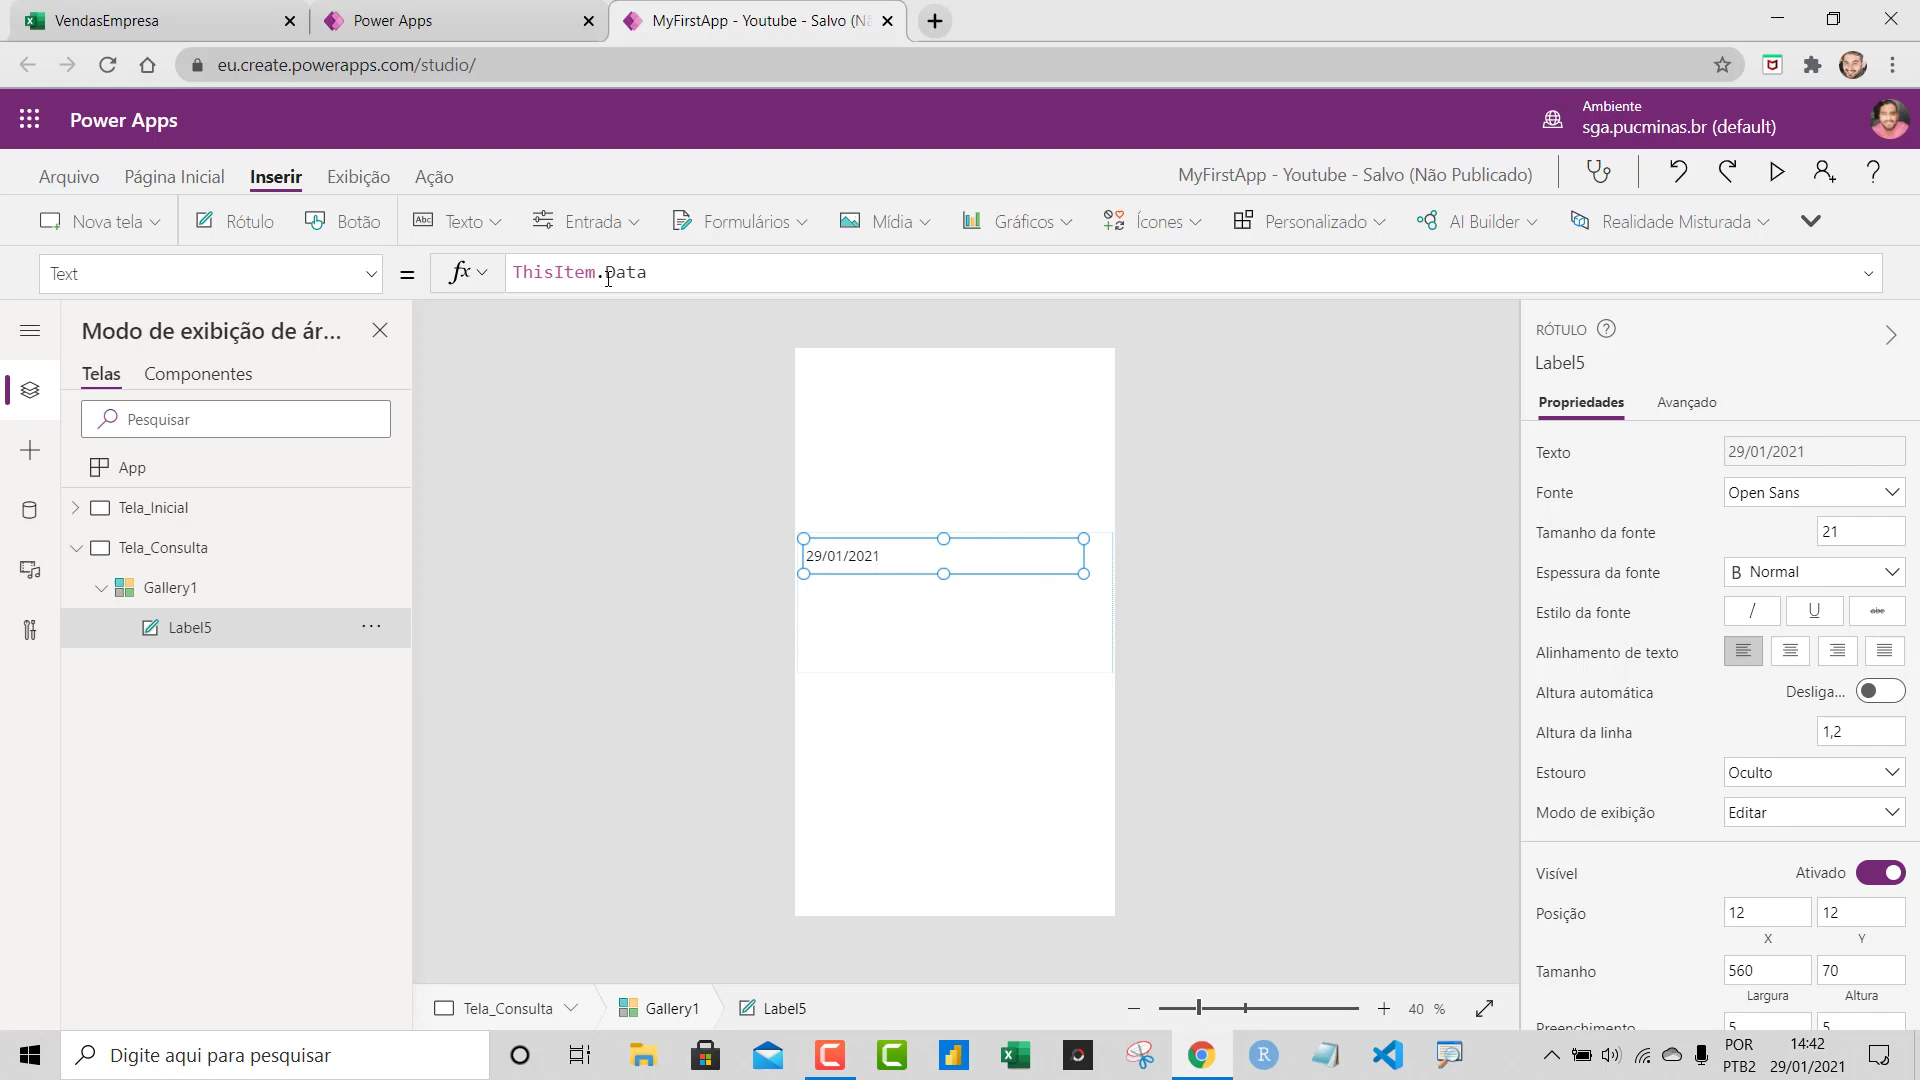 VendasEmpresa
Power Apps
MyFirstApp - Youtube - Salvo (Nã
eu.create.powerapps.com/studio/
Power Apps
Ambiente
sga.pucminas.br (default)
Arquivo
Página Inicial
Inserir
Exibição
Ação
MyFirstApp - Youtube - Salvo (Não Publicado)
Nova tela
Rótulo
Botão
Abc
Texto
Entrada
Formulários
Mídia
Gráficos
Ícones
Personalizado
AI Builder
Realidade Misturada
Text
=
fx
ThisItem.Data
Modo de exibição de ár...
Telas
Componentes
Pesquisar
App
Tela_Inicial
Tela_Consulta
Gallery1
Label5
...
29/01/2021
RÓTULO
Label5
Propriedades
Avançado
Texto
29/01/2021
Fonte
Open Sans
Tamanho da fonte
21
Espessura da fonte
B Normal
Estilo da fonte
/
U
abc
Alinhamento de texto
Altura automática
Desliga...
Altura da linha
1,2
Estouro
Oculto
Modo de exibição
Editar
Visível
Ativado
Posição
12
12
X
Y
Tamanho
560
70
Largura
Altura
Preenchimento
5
5
Tela_Consulta
Gallery1
Label5
40 %
Digite aqui para pesquisar
R
POR
PTB2
14:42
29/01/2021